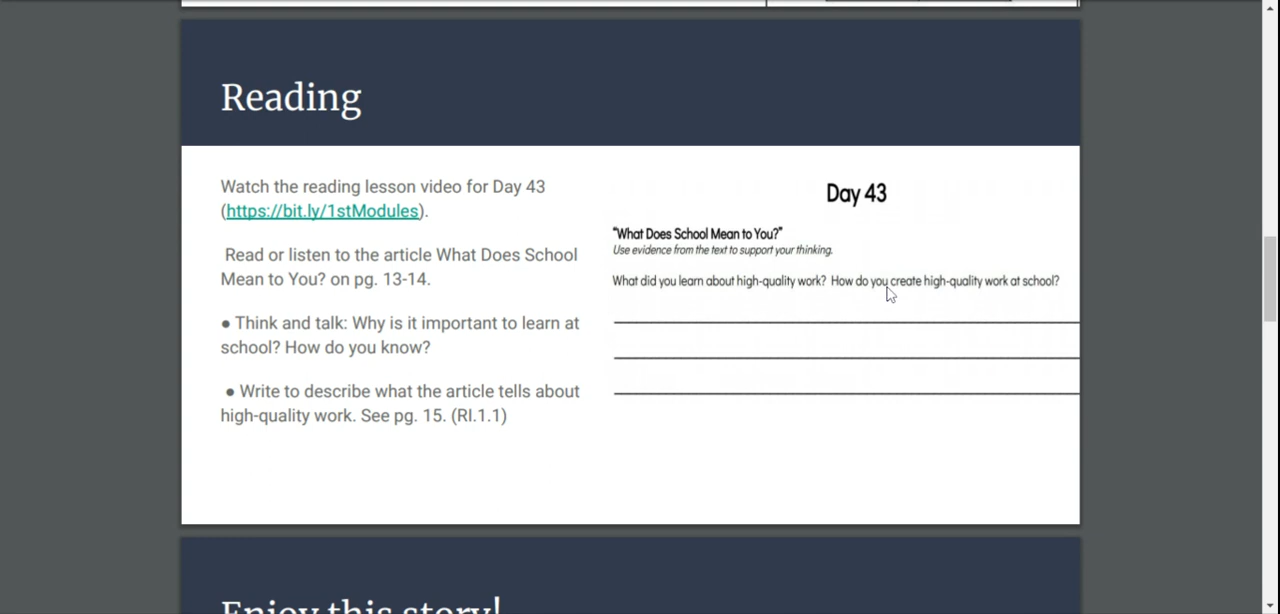 Reading
Watch the reading lesson video for Day 43
(https://bit.ly/1stModules).
Read or listen to the article What Does School
Mean to You? on pg. 13-14.
● Think and talk: Why is it important to learn at
school? How do you know?
● Write to describe what the article tells about
high-quality work. See pg. 15. (RI.1.1)
Day 43
"What Does School Mean to You?"
Use evidence from the text to support your thinking.
What did you learn about high-quality work? How do you create high-quality work at school?
Enjoy this story!